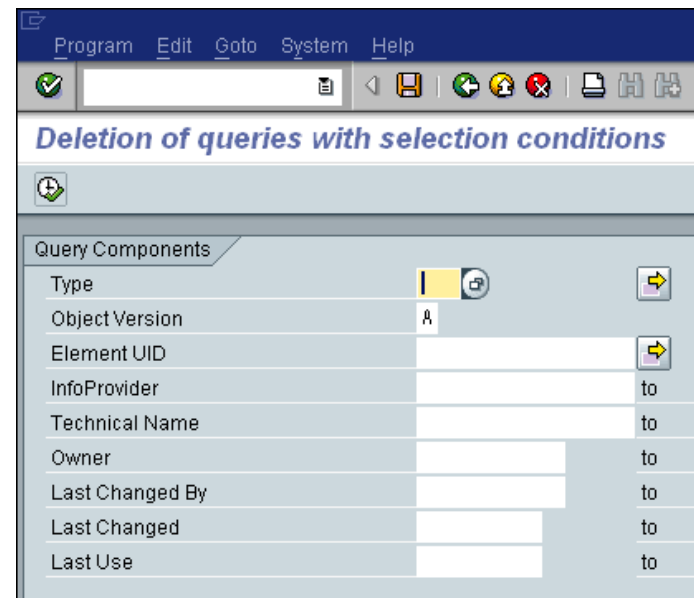 Program Edit Goto System Help
Deletion of queries with selection conditions
Query Components
Type
Object Version A
Element UID
InfoProvider to
Technical Name to
Owner to
Last Changed By to
Last Changed to
Last Use to